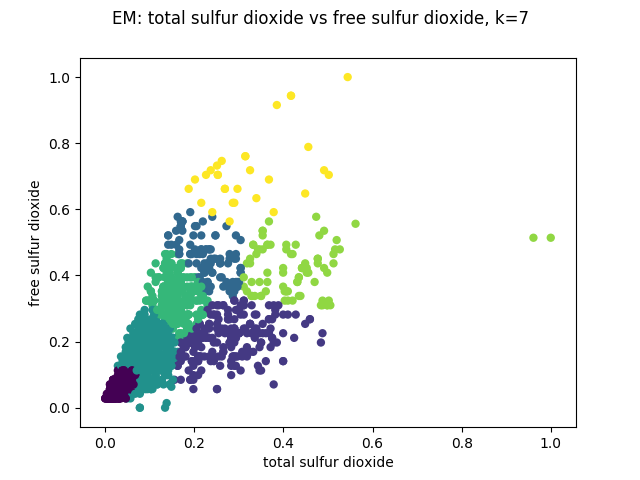 EM: total sulfur dioxide vs free sulfur dioxide, k=7
1.0
0.8
0.6
0.4
0.2
0.0
free sulfur dioxide
0.0 0.2 0.4 0.6 0.8 1.0
total sulfur dioxide